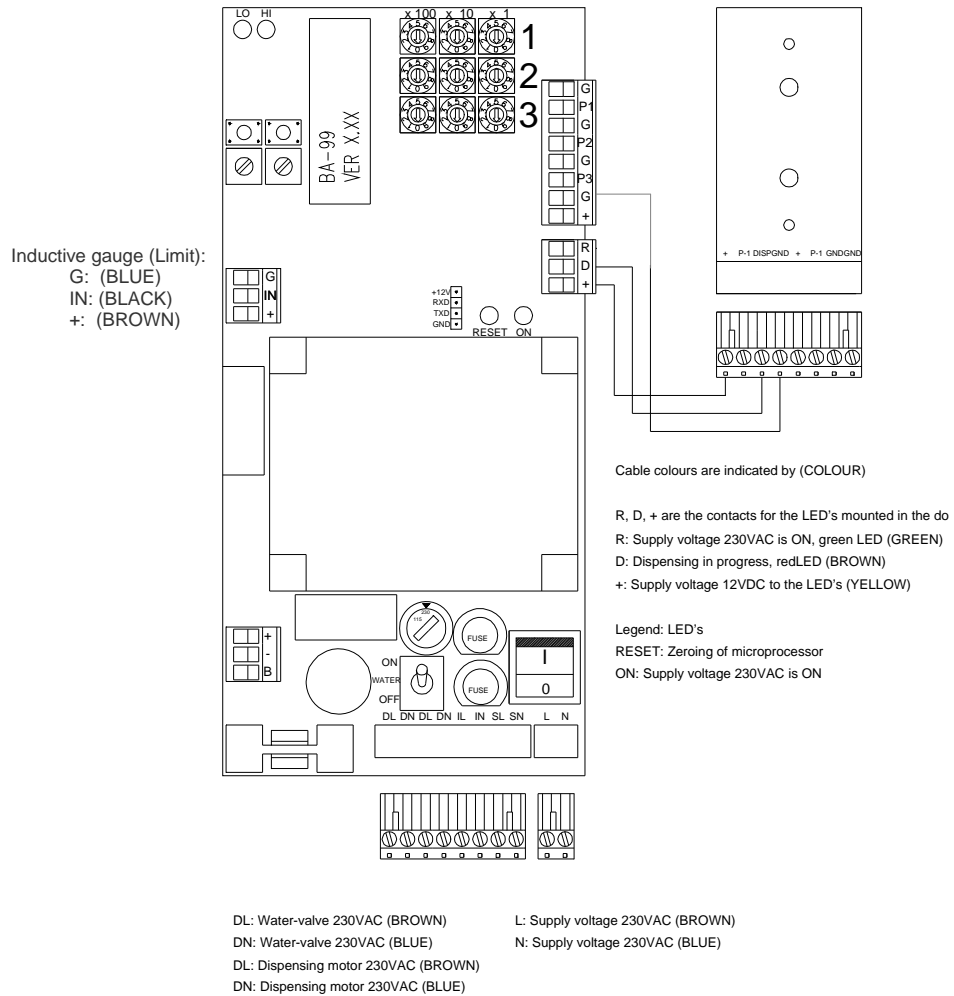 LO HI
x 100 x 10 x 1
1
2
3
BA-99
VER X.XX
G
P1
G
P2
G
P3
G
+
R
D
+
+ P-1 DISPGND + P-1 GNDGND
Inductive gauge (Limit):
G: (BLUE)
IN: (BLACK)
+: (BROWN)
G
IN
+
+12V
RXD
TXD
GND
RESET ON
Cable colours are indicated by (COLOUR)
R, D, + are the contacts for the LED's mounted in the do
R: Supply voltage 230VAC is ON, green LED (GREEN)
D: Dispensing in progress, redLED (BROWN)
+: Supply voltage 12VDC to the LED's (YELLOW)
Legend: LED's
RESET: Zeroing of microprocessor
ON: Supply voltage 230VAC is ON
+
-
B
230
115
FUSE
FUSE
I
0
ON
WATER
OFF
DL DN DL DN IL IN SL SN L N
DL: Water-valve 230VAC (BROWN)
DN: Water-valve 230VAC (BLUE)
DL: Dispensing motor 230VAC (BROWN)
DN: Dispensing motor 230VAC (BLUE)
L: Supply voltage 230VAC (BROWN)
N: Supply voltage 230VAC (BLUE)